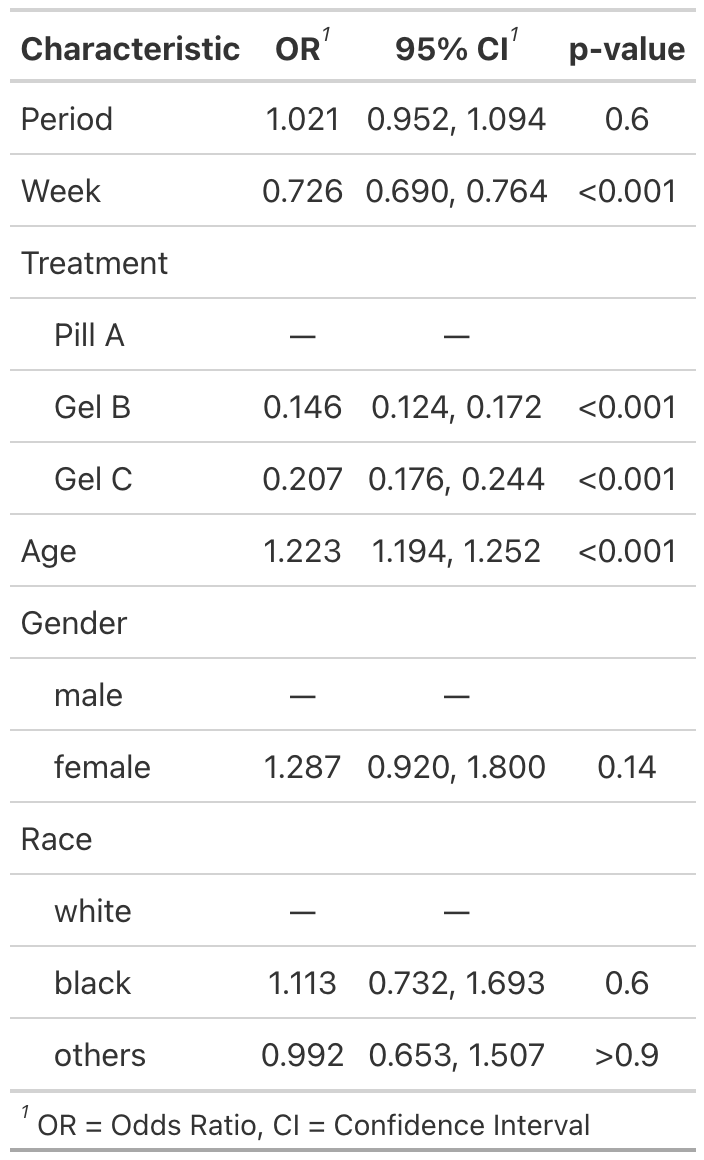 Characteristic OR1 95% CI1 p-value
Period 1.021 0.952, 1.094 0.6
Week 0.726 0.690, 0.764 <0.001
Treatment
Pill A — —
Gel B 0.146 0.124, 0.172 <0.001
Gel C 0.207 0.176, 0.244 <0.001
Age 1.223 1.194, 1.252 <0.001
Gender
male — —
female 1.287 0.920, 1.800 0.14
Race
white — —
black 1.113 0.732, 1.693 0.6
others 0.992 0.653, 1.507 >0.9
1 OR = Odds Ratio, CI = Confidence Interval